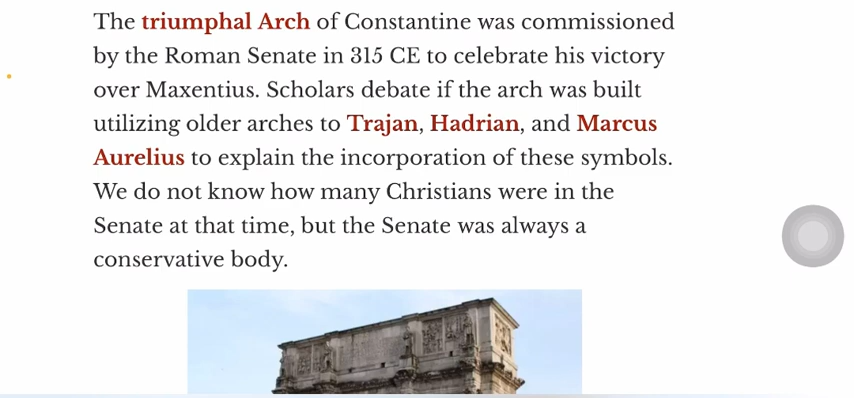 The triumphal Arch of Constantine was commissioned
by the Roman Senate in 315 CE to celebrate his victory
over Maxentius. Scholars debate if the arch was built
utilizing older arches to Trajan, Hadrian, and Marcus
Aurelius to explain the incorporation of these symbols.
We do not know how many Christians were in the
Senate at that time, but the Senate was always a
conservative body.